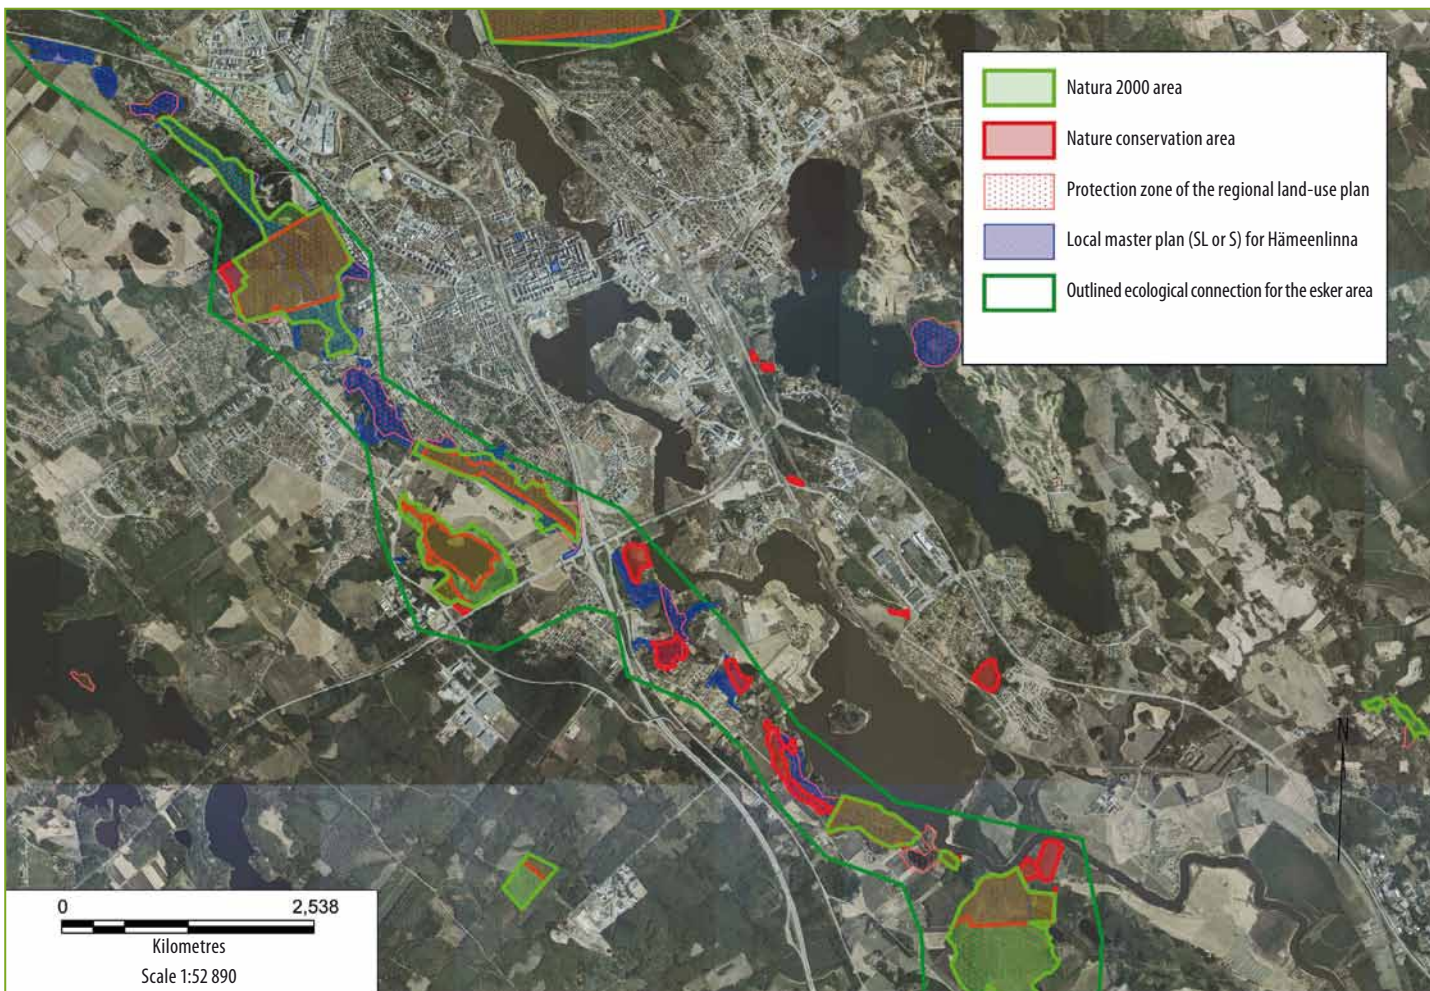 Natura 2000 area
Nature conservation area
Protection zone of the regional land-use plan
Local master plan (SL or S) for Hämeenlinna
Outlined ecological connection for the esker area
N
0 2,538
Kilometres
Scale 1:52 890